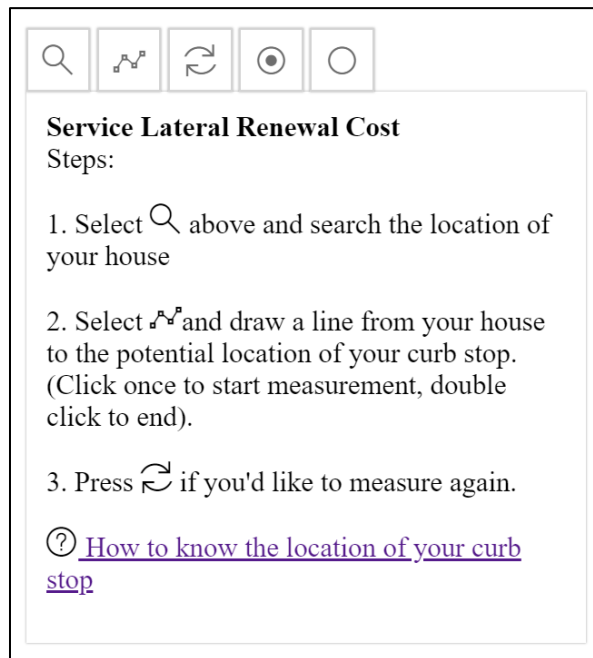 Service Lateral Renewal Cost
Steps:
1. Select above and search the location of
your house
2. Select and draw a line from your house
to the potential location of your curb stop.
(Click once to start measurement, double
click to end).
3. Press if you'd like to measure again.
? How to know the location of your curb
stop